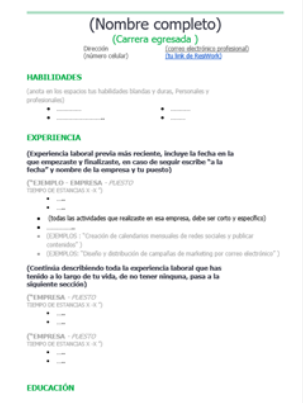 (Nombre completo)
(Carrera egresada )
Dirección (correo electrónico profesional)
(número celular) (tu link de flashWork)
HABILIDADES
(anota en los espacios tus habilidades blandas y duras, Personales y
profesionales)
EXPERIENCIA
(Experiencia laboral previa más reciente, incluye la fecha en la
que empezaste y finalizaste, en caso de seguir escribe "a la
fecha" y nombre de la empresa y tu puesto)
("EJEMPLO - EMPRESA - PUESTO
TIEMPO DE ESTANCIAS X -X ")
(todas las actividades que realizaste en esa empresa, debe ser corto y específico)
(EJEMPLOS : "Creación de calendarios mensuales de redes sociales y publicar
contenidos" )
(EJEMPLOS: "Diseño y distribución de campañas de marketing por correo electrónico" )
(Continúa describiendo toda la experiencia laboral que has
tenido a lo largo de tu vida, de no tener ninguna, pasa a la
siguiente sección)
("EMPRESA - PUESTO
TIEMPO DE ESTANCIAS X -X ")
("EMPRESA - PUESTO
TIEMPO DE ESTANCIAS X -X ")
EDUCACIÓN